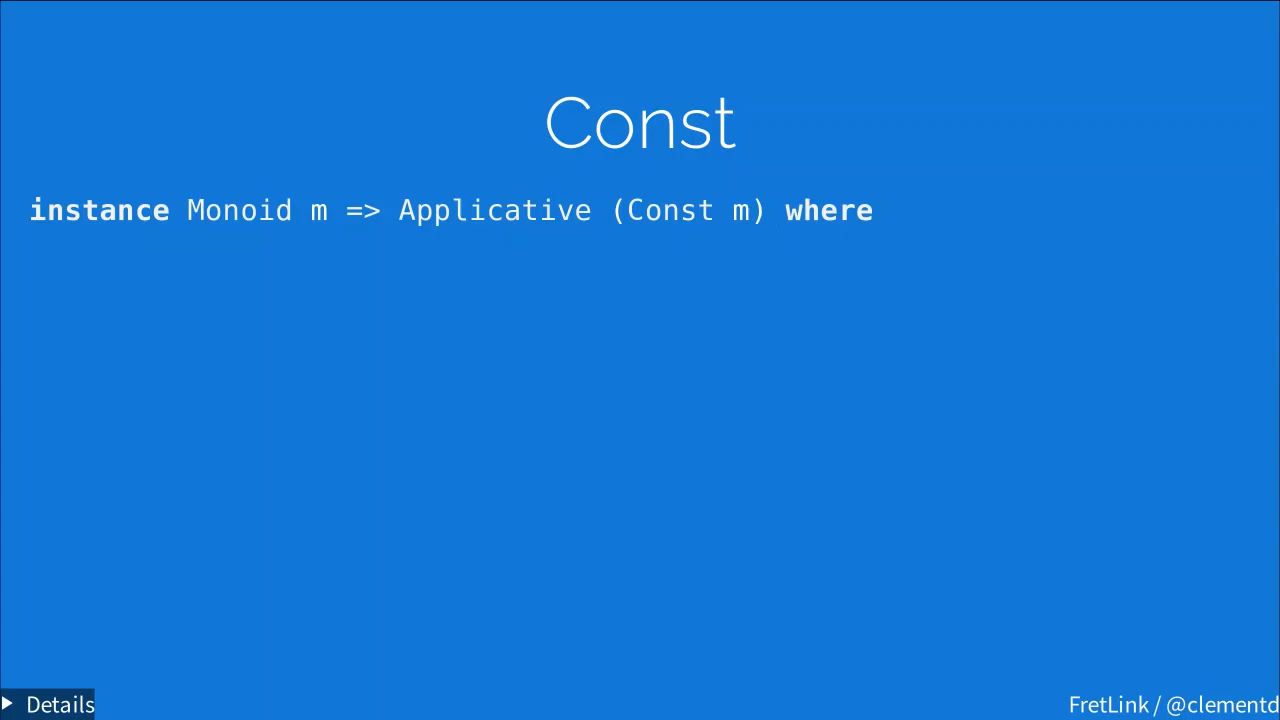 Const
instance Monoid m => Applicative (Const m) where
Details
FretLink / @clementd